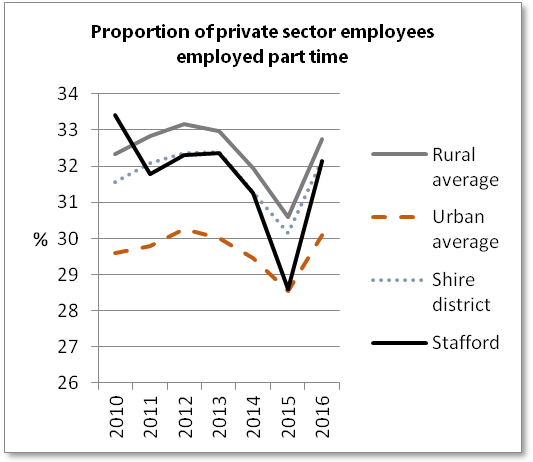 Proportion of private sector employees
employed part time
34
33
32
31
30
29
28
27
26
%
2010
2011
2012
2013
2014
2015
2016
Rural
average
Urban
average
Shire
district
Stafford